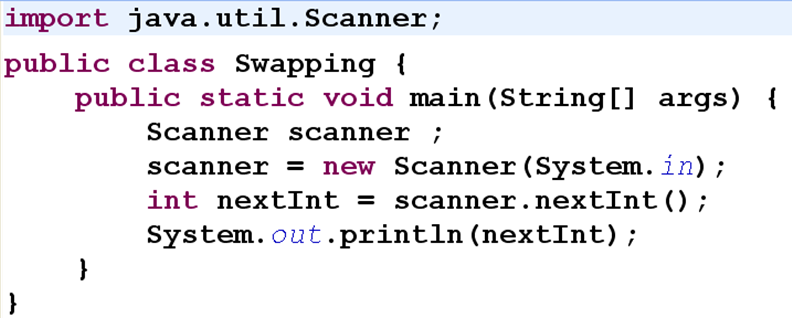 import java.util.Scanner;
public class Swapping {
    public static void main(String[] args) {
        Scanner scanner ;
        scanner = new Scanner(System.in);
        int nextInt = scanner.nextInt();
        System.out.println(nextInt);
    }
}